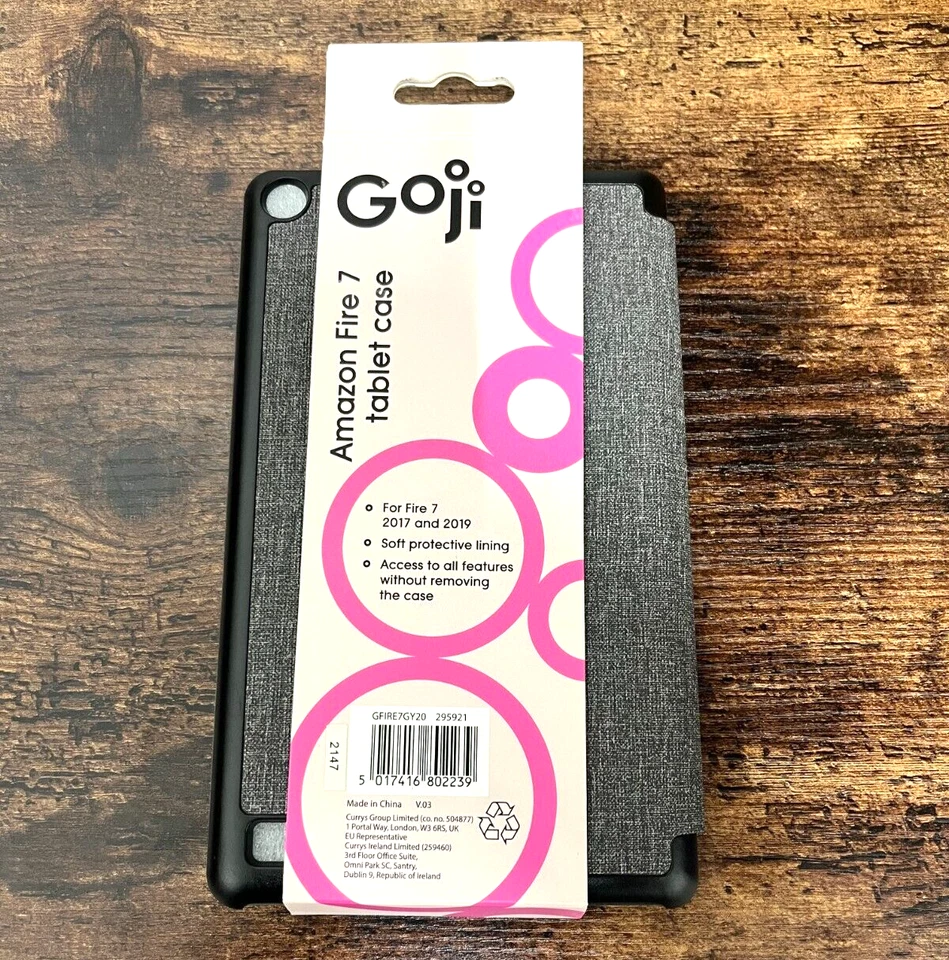 Goji
Amazon Fire 7
tablet case
For Fire 7
2017 and 2019
Soft protective lining
Access to all features
without removing
the case
GFIRE7GY20 295921
2147
5 017416 802239
Made in China V.03
Currys Group Limited (co. no. 504877)
1 Portal Way, London, W3 6RS, UK
EU Representative
Currys Ireland Limited (259460)
3rd Floor Office Suite,
Omni Park SC, Santry,
Dublin 9, Republic of Ireland